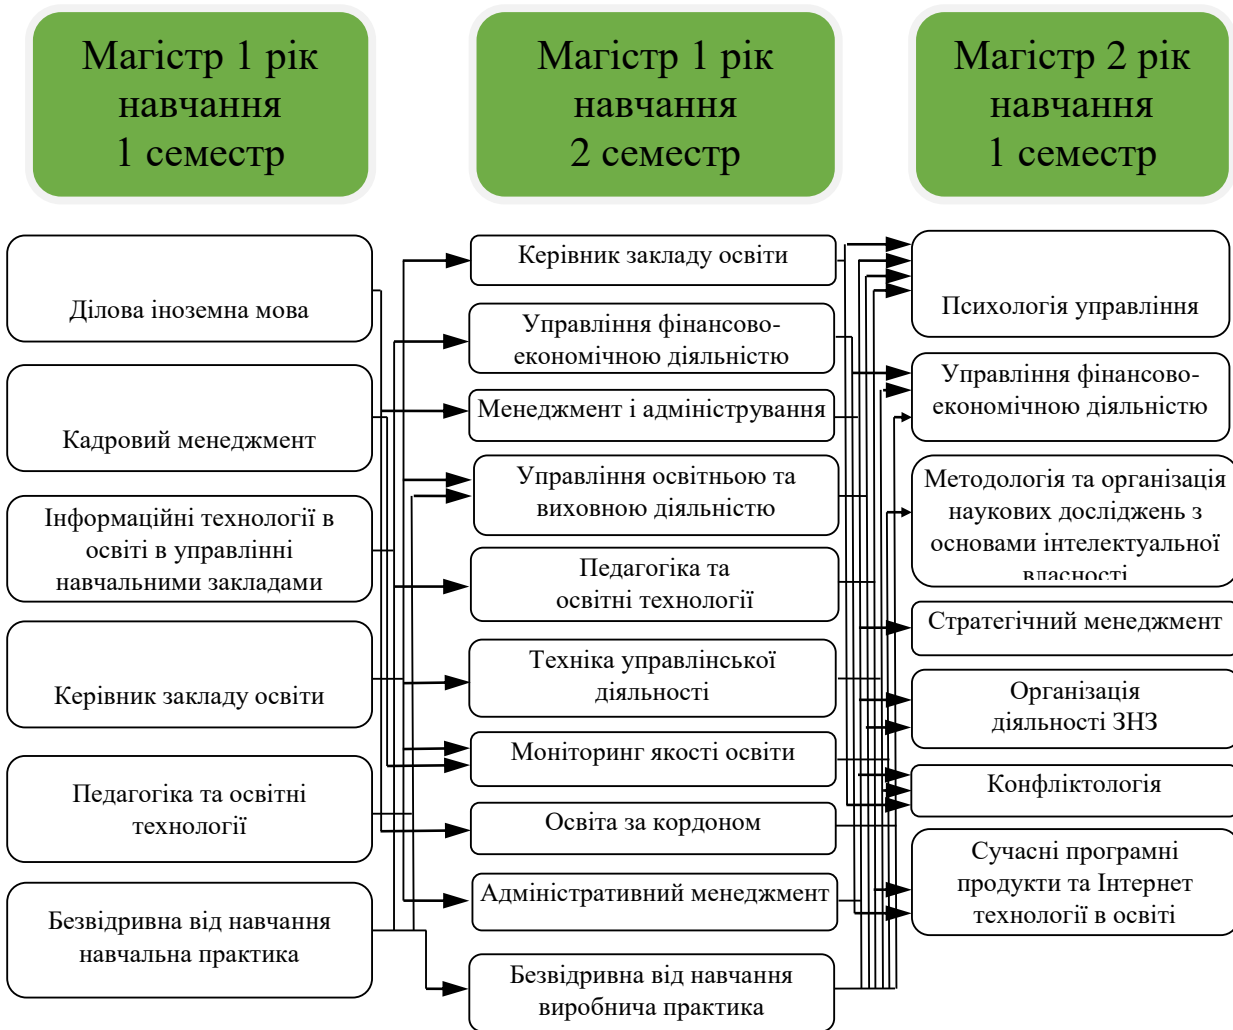 Магістр 1 рік
навчання
1 семестр
Магістр 1 рік
навчання
2 семестр
Магістр 2 рік
навчання
1 семестр
Ділова іноземна мова
Кадровий менеджмент
Інформаційні технології в
освіті в управлінні
навчальними закладами
Керівник закладу освіти
Педагогіка та освітні
технології
Безвідривна від навчання
навчальна практика
Керівник закладу освіти
Управління фінансово-
економічною діяльністю
Менеджмент і адміністрування
Управління освітньою та
виховною діяльністю
Педагогіка та
освітні технології
Техніка управлінської
діяльності
Моніторинг якості освіти
Освіта за кордоном
Адміністративний менеджмент
Безвідривна від навчання
виробнича практика
Психологія управління
Управління фінансово-
економічною діяльністю
Методологія та організація
наукових досліджень з
основами інтелектуальної
власності
Стратегічний менеджмент
Організація
діяльності ЗНЗ
Конфліктологія
Сучасні програмні
продукти та Інтернет
технології в освіті